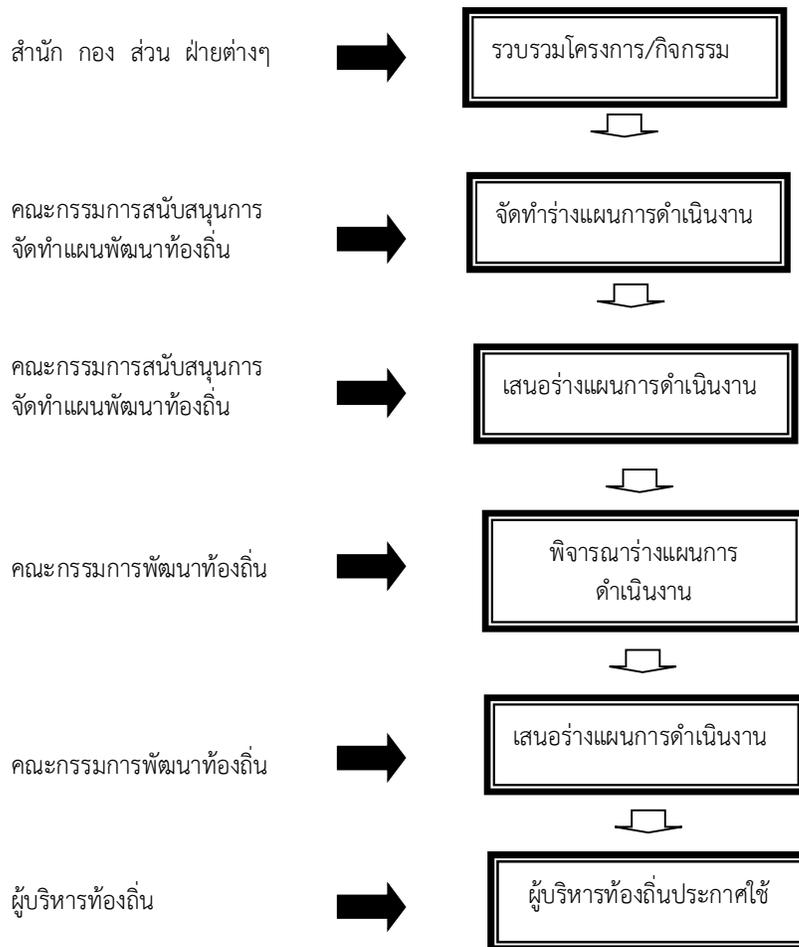 สำนัก กอง ส่วน ฝ่ายต่างๆ
รวบรวมโครงการ/กิจกรรม
คณะกรรมการสนับสนุนการ
จัดทำแผนพัฒนาท้องถิ่น
จัดทำร่างแผนการดำเนินงาน
คณะกรรมการสนับสนุนการ
จัดทำแผนพัฒนาท้องถิ่น
เสนอร่างแผนการดำเนินงาน
คณะกรรมการพัฒนาท้องถิ่น
พิจารณาร่างแผนการ
ดำเนินงาน
คณะกรรมการพัฒนาท้องถิ่น
เสนอร่างแผนการดำเนินงาน
ผู้บริหารท้องถิ่น
ผู้บริหารท้องถิ่นประกาศใช้